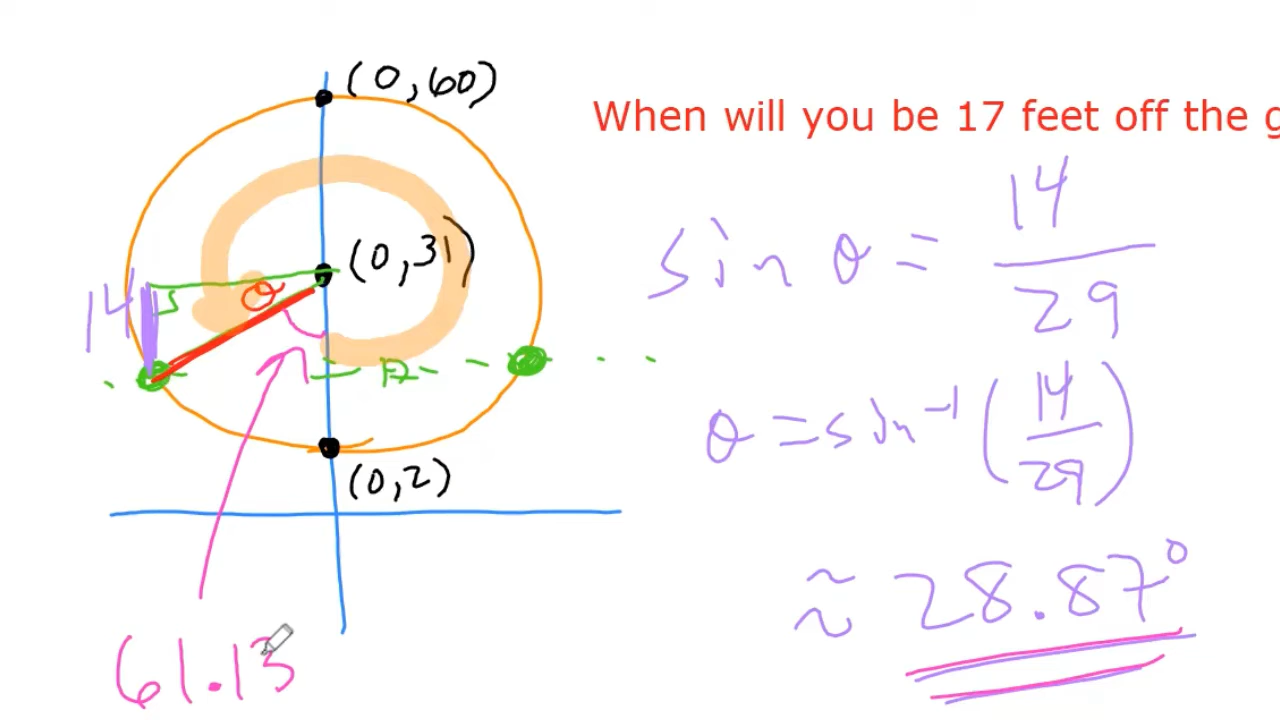 (0,60)
When will you be 17 feet off the g
sin θ = 14/29
(0,31)
θ
14
17
θ = sin⁻¹ (14/29)
(0,2)
≈ 28.87°
61.13